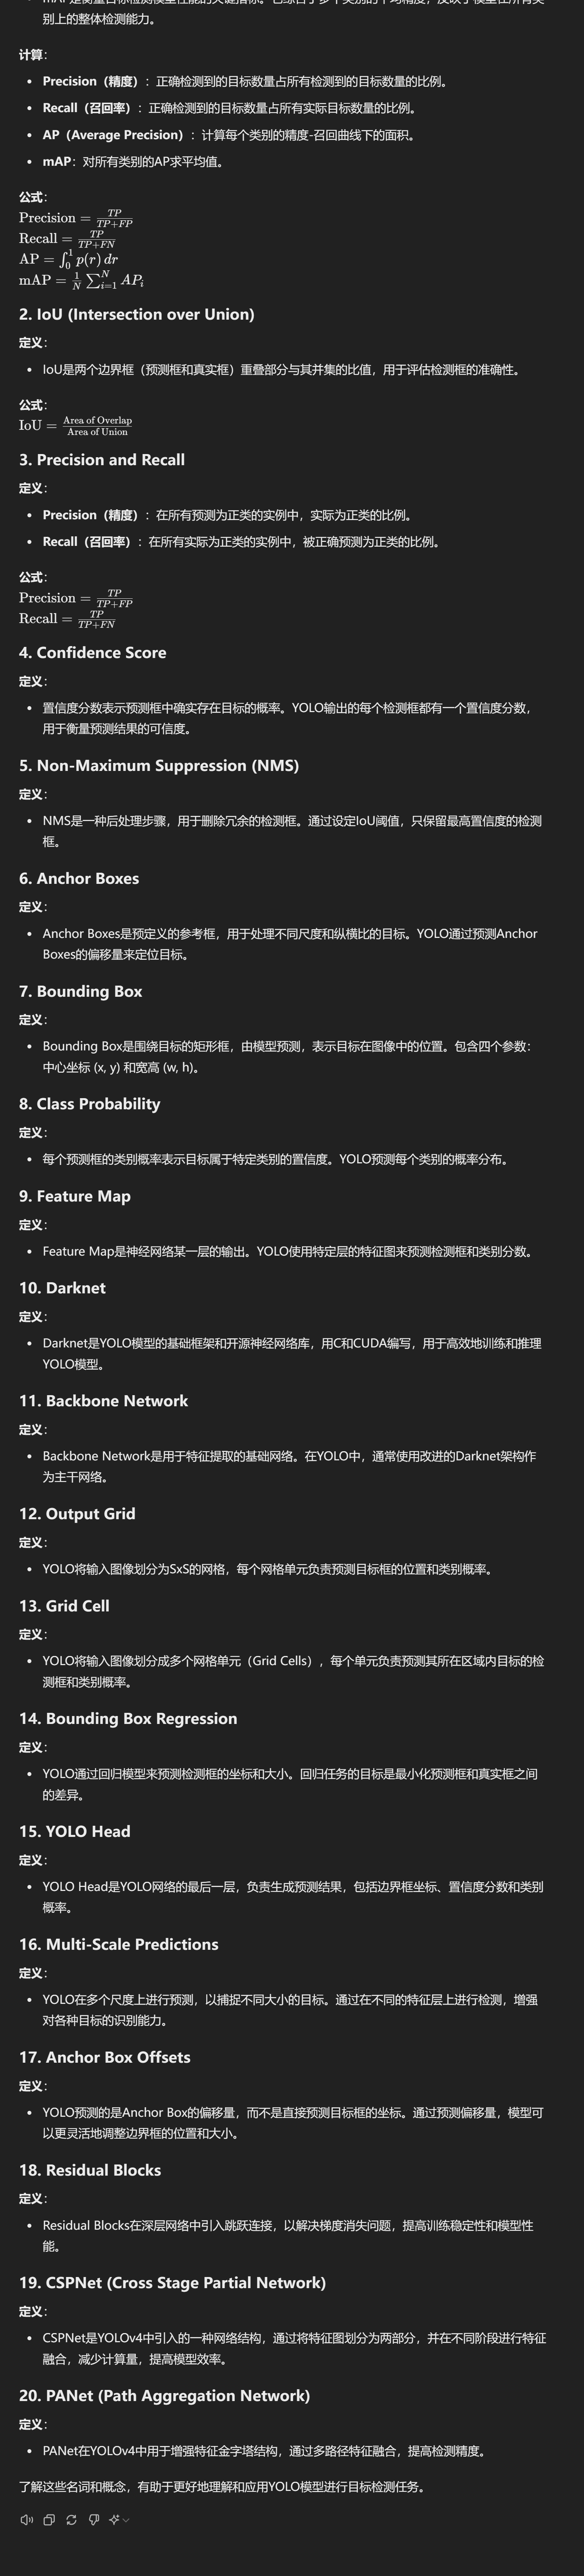 别上的整体检测能力。
计算：
• Precision（精度）：正确检测到的目标数量占所有检测到的目标数量的比例。
• Recall（召回率）：正确检测到的目标数量占所有实际目标数量的比例。
• AP（Average Precision）：计算每个类别的精度-召回曲线下的面积。
• mAP：对所有类别的AP求平均值。
公式：
Precision = TP/(TP+FP)
Recall = TP/(TP+FN)
AP = ∫₀¹ p(r) dr
mAP = 1/N ∑ᵢ₌₁ᴺ APᵢ
2. IoU (Intersection over Union)
定义：
• IoU是两个边界框（预测框和真实框）重叠部分与其并集的比值，用于评估检测框的准确性。
公式：
IoU = Area of Overlap/Area of Union
3. Precision and Recall
定义：
• Precision（精度）：在所有预测为正类的实例中，实际为正类的比例。
• Recall（召回率）：在所有实际为正类的实例中，被正确预测为正类的比例。
公式：
Precision = TP/(TP+FP)
Recall = TP/(TP+FN)
4. Confidence Score
定义：
• 置信度分数表示预测框中确实存在目标的概率。YOLO输出的每个检测框都有一个置信度分数，
用于衡量预测结果的可信度。
5. Non-Maximum Suppression (NMS)
定义：
• NMS是一种后处理步骤，用于删除冗余的检测框。通过设定IoU阈值，只保留最高置信度的检测
框。
6. Anchor Boxes
定义：
• Anchor Boxes是预定义的参考框，用于处理不同尺度和纵横比的目标。YOLO通过预测Anchor
Boxes的偏移量来定位目标。
7. Bounding Box
定义：
• Bounding Box是围绕目标的矩形框，由模型预测，表示目标在图像中的位置。包含四个参数：
中心坐标 (x, y) 和宽高 (w, h)。
8. Class Probability
定义：
• 每个预测框的类别概率表示目标属于特定类别的置信度。YOLO预测每个类别的概率分布。
9. Feature Map
定义：
• Feature Map是神经网络某一层的输出。YOLO使用特定层的特征图来预测检测框和类别分数。
10. Darknet
定义：
• Darknet是YOLO模型的基础框架和开源神经网络库，用C和CUDA编写，用于高效地训练和推理
YOLO模型。
11. Backbone Network
定义：
• Backbone Network是用于特征提取的基础网络。在YOLO中，通常使用改进的Darknet架构作
为主干网络。
12. Output Grid
定义：
• YOLO将输入图像划分为SxS的网格，每个网格单元负责预测目标框的位置和类别概率。
13. Grid Cell
定义：
• YOLO将输入图像划分成多个网格单元（Grid Cells），每个单元负责预测其所在区域内目标的检
测框和类别概率。
14. Bounding Box Regression
定义：
• YOLO通过回归模型来预测检测框的坐标和大小。回归任务的目标是最小化预测框和真实框之间
的差异。
15. YOLO Head
定义：
• YOLO Head是YOLO网络的最后一层，负责生成预测结果，包括边界框坐标、置信度分数和类别
概率。
16. Multi-Scale Predictions
定义：
• YOLO在多个尺度上进行预测，以捕捉不同大小的目标。通过在不同的特征层上进行检测，增强
对各种目标的识别能力。
17. Anchor Box Offsets
定义：
• YOLO预测的是Anchor Box的偏移量，而不是直接预测目标框的坐标。通过预测偏移量，模型可
以更灵活地调整边界框的位置和大小。
18. Residual Blocks
定义：
• Residual Blocks在深层网络中引入跳跃连接，以解决梯度消失问题，提高训练稳定性和模型性
能。
19. CSPNet (Cross Stage Partial Network)
定义：
• CSPNet是YOLOv4中引入的一种网络结构，通过将特征图划分为两部分，并在不同阶段进行特征
融合，减少计算量，提高模型效率。
20. PANet (Path Aggregation Network)
定义：
• PANet在YOLOv4中用于增强特征金字塔结构，通过多路径特征融合，提高检测精度。
了解这些名词和概念，有助于更好地理解和应用YOLO模型进行目标检测任务。